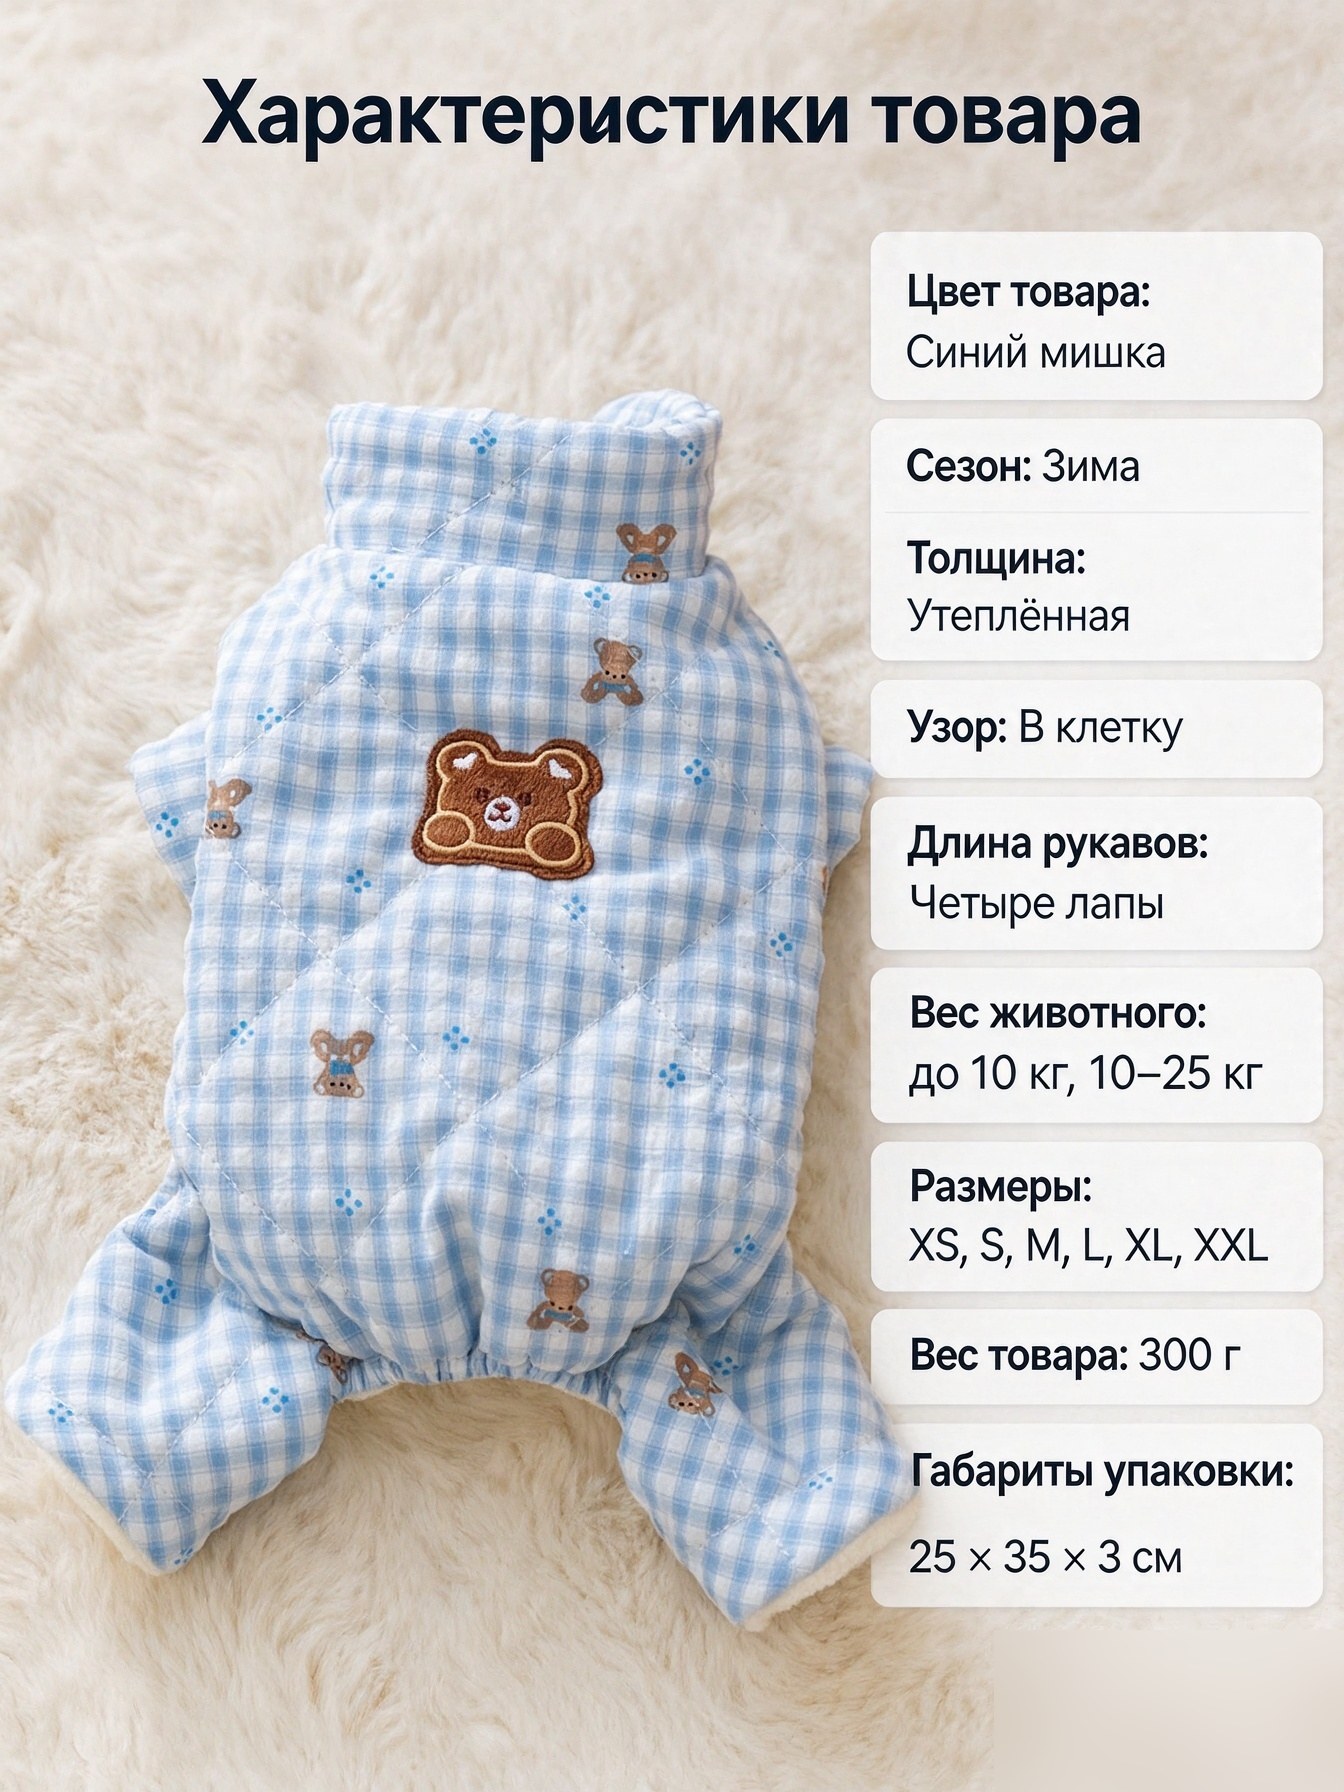 Характеристики товара
Цвет товара:
Синий мишка
Сезон: Зима
Толщина:
Утеплённая
Узор: В клетку
Длина рукавов:
Четыре лапы
Вес животного:
до 10 кг, 10–25 кг
Размеры:
XS, S, M, L, XL, XXL
Вес товара: 300 г
Габариты упаковки:
25 × 35 × 3 см